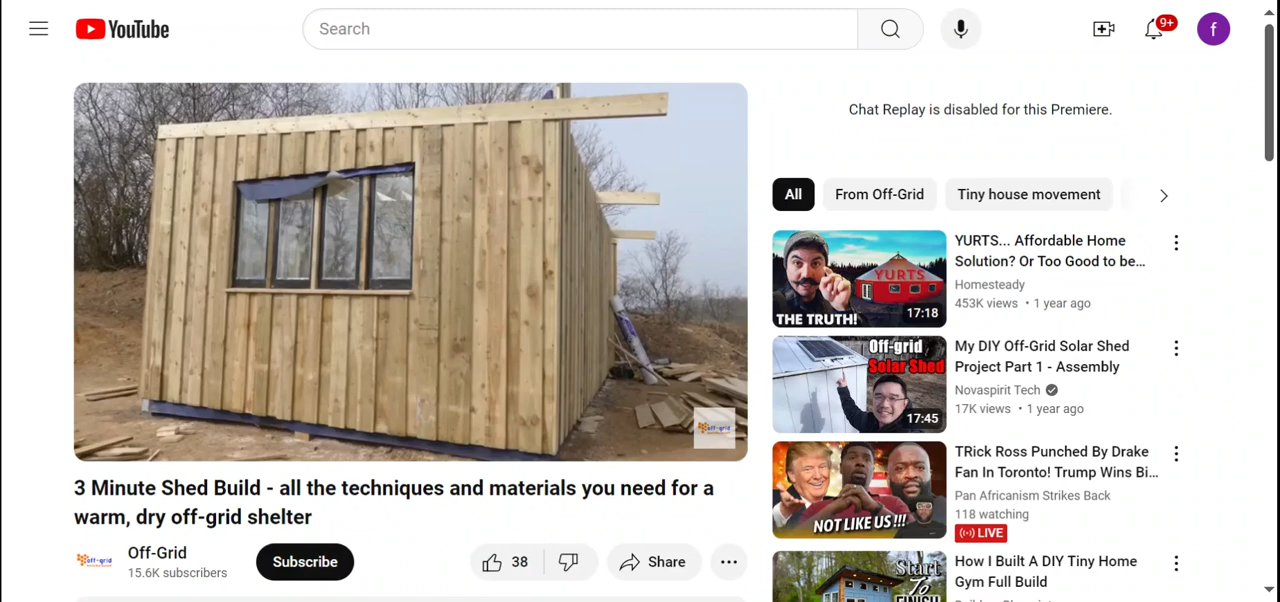 YouTube
Search
9+
f
off-grid
3 Minute Shed Build - all the techniques and materials you need for a
warm, dry off-grid shelter
Off-Grid
15.6K subscribers
Subscribe
38
Share
Chat Replay is disabled for this Premiere.
All
From Off-Grid
Tiny house movement
YURTS
THE TRUTH!
17:18
YURTS... Affordable Home
Solution? Or Too Good to be...
Homesteady
453K views • 1 year ago
Off-grid
Solar Shed
17:45
My DIY Off-Grid Solar Shed
Project Part 1 - Assembly
Novaspirit Tech
17K views • 1 year ago
NOT LIKE US !!!
TRick Ross Punched By Drake
Fan In Toronto! Trump Wins Bi...
Pan Africanism Strikes Back
118 watching
LIVE
Start
To
FINISH
How I Built A DIY Tiny Home
Gym Full Build